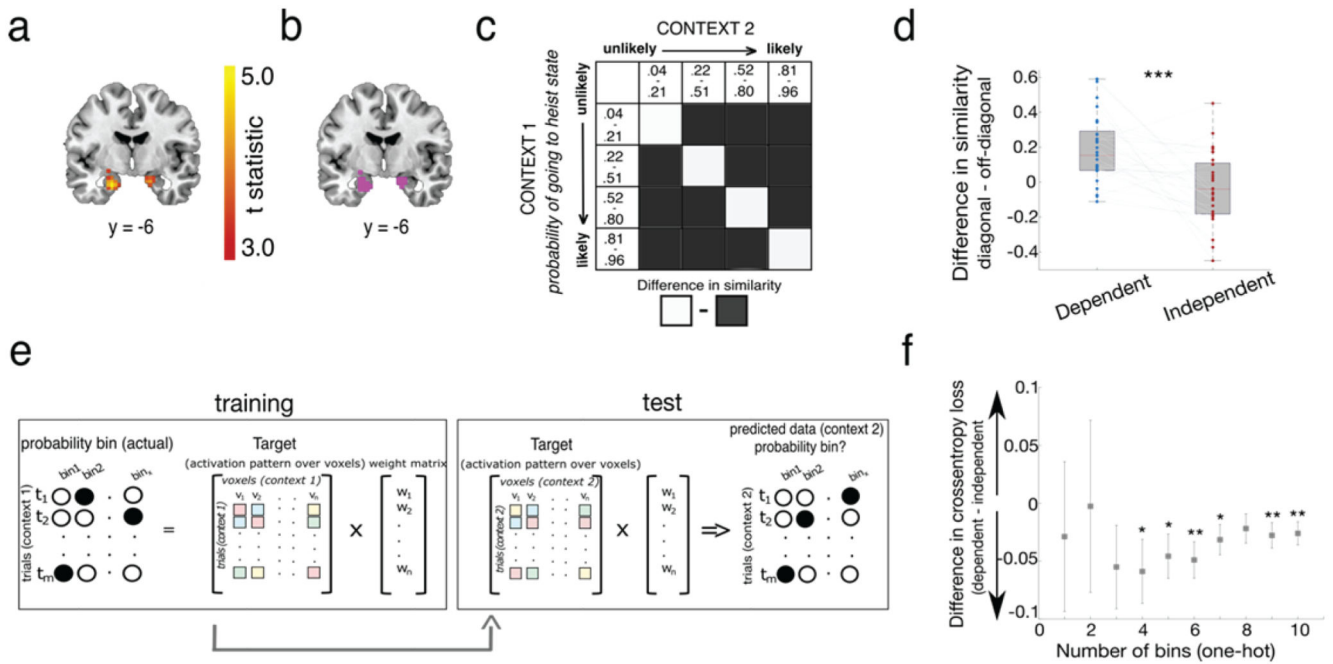 a
5.0
t statistic
3.0
y = -6
b
y = -6
c
CONTEXT 2
unlikely
likely
.04
-
.21
.22
-
.51
.52
-
.80
.81
-
.96
CONTEXT 1
probability of going to heist state
unlikely
likely
.04
-
.21
.22
-
.51
.52
-
.80
.81
-
.96
Difference in similarity
-
d
Difference in similarity
diagonal - off-diagonal
0.6
0.4
0.2
0
-0.2
-0.4
***
Dependent
Independent
e
training
probability bin (actual)
bin1
bin2
binₓ
trials (context 1)
t₁
t₂
tₘ
=
Target
(activation pattern over voxels)
voxels (context 1)
v₁ v₂ . . vₙ
trials (context 1)
x
weight matrix
w₁
w₂
wₙ
test
Target
(activation pattern over voxels)
voxels (context 2)
v₁ v₂ . . vₙ
trials (context 2)
x
w₁
w₂
wₙ
⇒
predicted data (context 2)
probability bin?
bin1
bin2
binₓ
trials (context 2)
t₁
t₂
tₘ
f
Difference in crossentropy loss
(dependent - independent)
0.1
0.05
0
-0.05
-0.1
* * ** * ** **
0 2 4 6 8 10
Number of bins (one-hot)